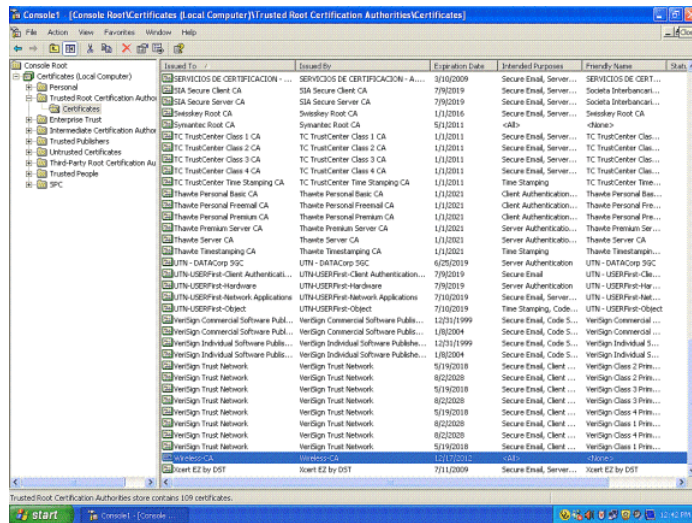 Console1 - [Console Root\Certificates (Local Computer)\Trusted Root Certification Authorities\Certificates]
File Action View Favorites Window Help
Console Root
Certificates (Local Computer)
Personal
Trusted Root Certification Author
Certificates
Enterprise Trust
Intermediate Certification Author
Trusted Publishers
Untrusted Certificates
Third-Party Root Certification Au
Trusted People
SPC
Issued To / Issued By Expiration Date Intended Purposes Friendly Name Statu
SERVICIOS DE CERTIFICACION - ... SERVICIOS DE CERTIFICACION - A.... 3/10/2009 Secure Email, Server... SERVICIOS DE CERT...
SIA Secure Client CA SIA Secure Client CA 7/9/2019 Secure Email, Server... Societa Interbancari...
SIA Secure Server CA SIA Secure Server CA 7/9/2019 Secure Email, Server... Societa Interbancari...
Swisskey Root CA Swisskey Root CA 1/1/2016 Secure Email, Server... Swisskey Root CA
Symantec Root CA Symantec Root CA 5/1/2011 <All> <None>
TC TrustCenter Class 1 CA TC TrustCenter Class 1 CA 1/1/2011 Secure Email, Server... TC TrustCenter Clas...
TC TrustCenter Class 2 CA TC TrustCenter Class 2 CA 1/1/2011 Secure Email, Server... TC TrustCenter Clas...
TC TrustCenter Class 3 CA TC TrustCenter Class 3 CA 1/1/2011 Secure Email, Server... TC TrustCenter Clas...
TC TrustCenter Class 4 CA TC TrustCenter Class 4 CA 1/1/2011 Secure Email, Server... TC TrustCenter Clas...
TC TrustCenter Time Stamping CA TC TrustCenter Time Stamping CA 1/1/2011 Time Stamping TC TrustCenter Time...
Thawte Personal Basic CA Thawte Personal Basic CA 1/1/2021 Client Authentication... Thawte Personal Bas...
Thawte Personal Freemail CA Thawte Personal Freemail CA 1/1/2021 Client Authentication... Thawte Personal Fre...
Thawte Personal Premium CA Thawte Personal Premium CA 1/1/2021 Client Authentication... Thawte Personal Pre...
Thawte Premium Server CA Thawte Premium Server CA 1/1/2021 Server Authenticatio... Thawte Premium Ser...
Thawte Server CA Thawte Server CA 1/1/2021 Server Authenticatio... Thawte Server CA
Thawte Timestamping CA Thawte Timestamping CA 1/1/2021 Time Stamping Thawte Timestampin...
UTN - DATACorp SGC UTN - DATACorp SGC 6/25/2019 Server Authentication UTN - DATACorp SGC
UTN-USERFirst-Client Authenticati... UTN-USERFirst-Client Authentication... 7/9/2019 Secure Email UTN - USERFirst-Clie...
UTN-USERFirst-Hardware UTN-USERFirst-Hardware 7/9/2019 Server Authentication UTN - USERFirst-Har...
UTN-USERFirst-Network Applications UTN-USERFirst-Network Applications 7/10/2019 Secure Email, Server... UTN - USERFirst-Net...
UTN-USERFirst-Object UTN-USERFirst-Object 7/10/2019 Time Stamping, Code... UTN - USERFirst-Object
VeriSign Commercial Software Publ... VeriSign Commercial Software Publis... 12/31/1999 Secure Email, Code S... VeriSign Commercial ...
VeriSign Commercial Software Publ... VeriSign Commercial Software Publis... 1/8/2004 Secure Email, Code S... VeriSign Commercial ...
VeriSign Individual Software Publis... VeriSign Individual Software Publishe... 12/31/1999 Secure Email, Code S... VeriSign Individual S...
VeriSign Individual Software Publis... VeriSign Individual Software Publishe... 1/8/2004 Secure Email, Code S... VeriSign Individual S...
VeriSign Trust Network VeriSign Trust Network 5/19/2018 Secure Email, Client ... VeriSign Class 2 Prim...
VeriSign Trust Network VeriSign Trust Network 8/2/2028 Secure Email, Client ... VeriSign Class 2 Prim...
VeriSign Trust Network VeriSign Trust Network 8/2/2028 Secure Email, Client ... VeriSign Class 3 Prim...
VeriSign Trust Network VeriSign Trust Network 5/19/2018 Secure Email, Client ... VeriSign Class 4 Prim...
VeriSign Trust Network VeriSign Trust Network 8/2/2028 Secure Email, Client ... VeriSign Class 1 Prim...
VeriSign Trust Network VeriSign Trust Network 8/2/2028 Secure Email, Client ... VeriSign Class 4 Prim...
VeriSign Trust Network VeriSign Trust Network 5/19/2018 Secure Email, Client ... VeriSign Class 1 Prim...
Wireless-CA Wireless-CA 12/17/2012 <All> <None>
Xcert EZ by DST Xcert EZ by DST 7/11/2009 Secure Email, Server... Xcert EZ by DST
Trusted Root Certification Authorities store contains 109 certificates.
start Console1 - [Console ... 12:42 PM